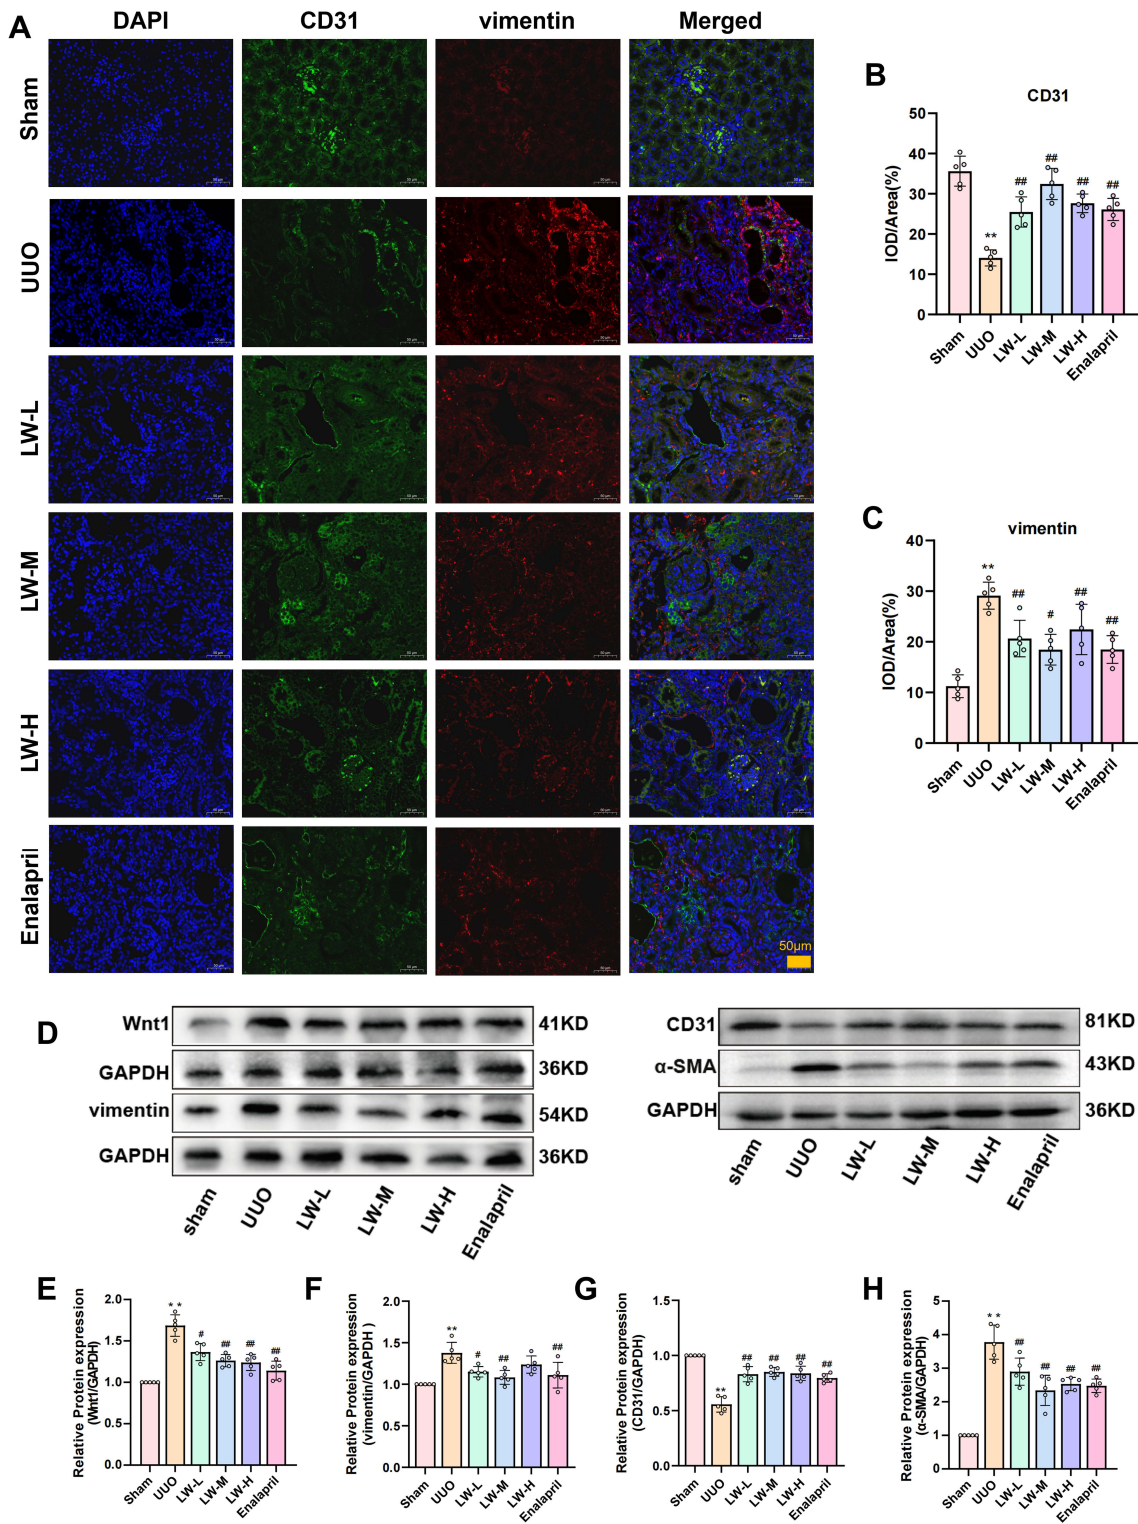 A
DAPI CD31 vimentin Merged
Sham
UUO
LW-L
LW-M
LW-H
Enalapril
50μm
B
CD31
IOD/Area(%)
50
40
30
20
10
0
**
##
##
##
##
Sham UUO LW-L LW-M LW-H Enalapril
C
vimentin
IOD/Area(%)
40
30
20
10
0
**
##
#
##
##
Sham UUO LW-L LW-M LW-H Enalapril
D
Wnt1 41KD
GAPDH 36KD
vimentin 54KD
GAPDH 36KD
sham UUO LW-L LW-M LW-H Enalapril
CD31 81KD
α-SMA 43KD
GAPDH 36KD
sham UUO LW-L LW-M LW-H Enalapril
E
Relative Protein expression
(Wnt1/GAPDH)
2.0
1.5
1.0
0.5
0.0
**
#
##
##
##
Sham UUO LW-L LW-M LW-H Enalapril
F
Relative Protein expression
(vimentin/GAPDH )
2.0
1.5
1.0
0.5
0.0
**
#
##
##
Sham UUO LW-L LW-M LW-H Enalapril
G
Relative Protein expression
(CD31/GAPDH)
1.5
1.0
0.5
0.0
**
##
##
##
##
Sham UUO LW-L LW-M LW-H Enalapril
H
Relative Protein expression
(α-SMA/GAPDH)
5
4
3
2
1
0
**
##
##
##
##
Sham UUO LW-L LW-M LW-H Enalapril